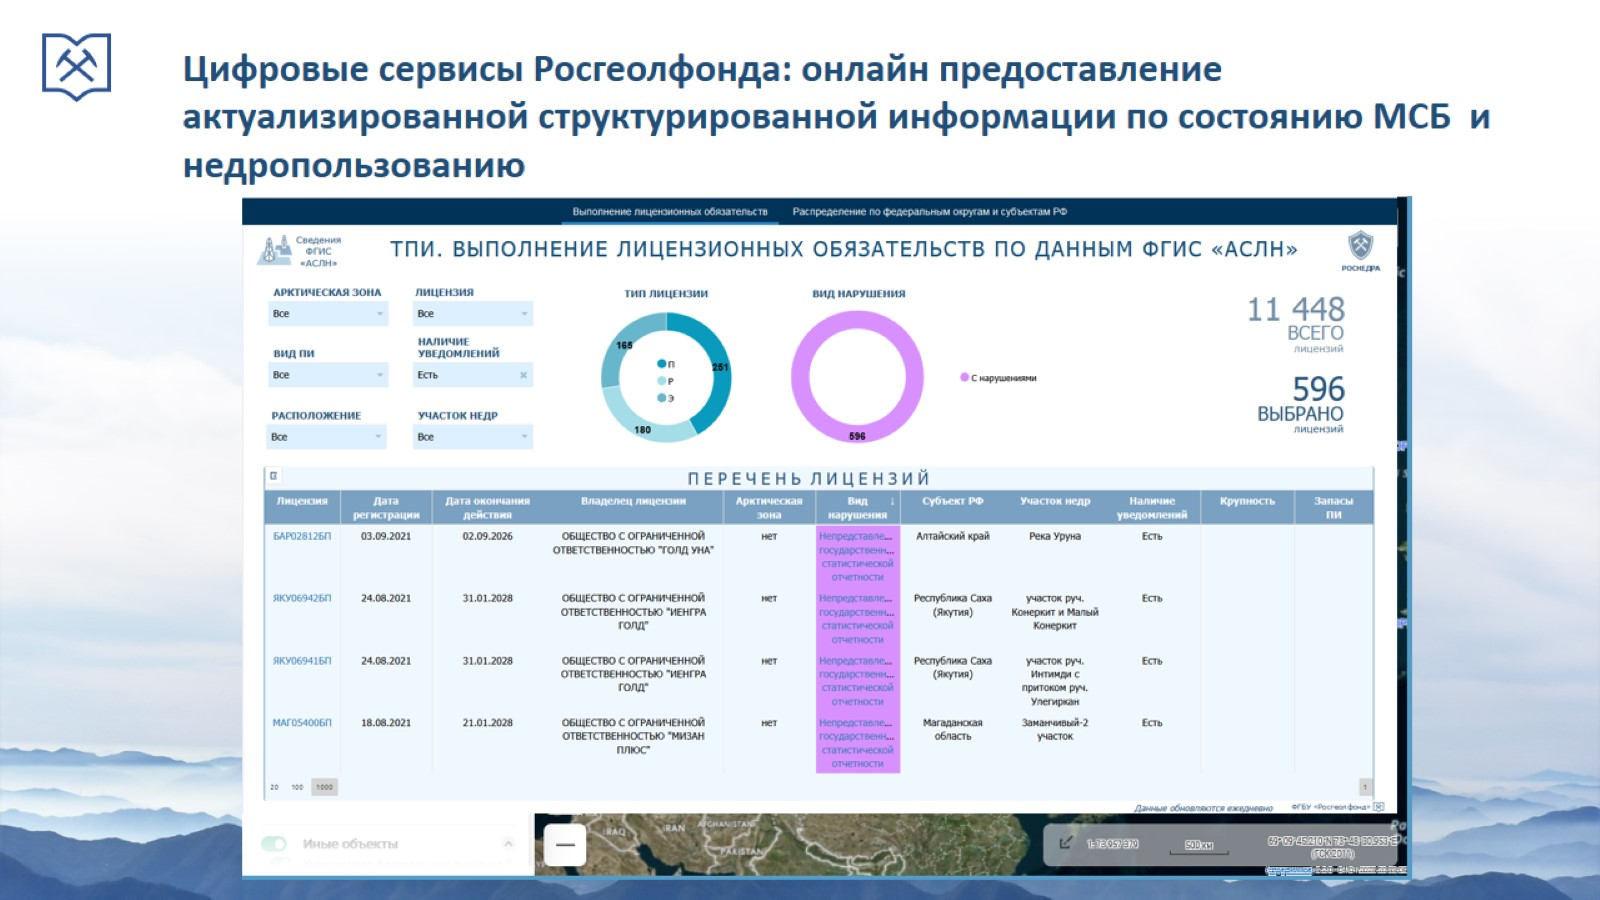 Цифровые сервисы Росгеолфонда: онлайн предоставление
актуализированной структурированной информации по состоянию МСБ и
недропользованию
Выполнение лицензионных обязательств
Распределение по федеральным округам и субъектам РФ
Сведения
ФГИС
«АСЛН»
ТПИ. ВЫПОЛНЕНИЕ ЛИЦЕНЗИОННЫХ ОБЯЗАТЕЛЬСТВ ПО ДАННЫМ ФГИС «АСЛН»
РОСНЕДРА
АРКТИЧЕСКАЯ ЗОНА
Все
ЛИЦЕНЗИЯ
Все
ВИД ПИ
Все
НАЛИЧИЕ
УВЕДОМЛЕНИЙ
Есть
РАСПОЛОЖЕНИЕ
Все
УЧАСТОК НЕДР
Все
ТИП ЛИЦЕНЗИИ
165
251
180
П
Р
Э
ВИД НАРУШЕНИЯ
596
С нарушениями
11 448
ВСЕГО
лицензий
596
ВЫБРАНО
лицензий
ПЕРЕЧЕНЬ ЛИЦЕНЗИЙ
Лицензия
Дата
регистрации
Дата окончания
действия
Владелец лицензии
Арктическая
зона
Вид
нарушения
Субъект РФ
Участок недр
Наличие
уведомлений
Крупность
Запасы
ПИ
БАР02812БП
03.09.2021
02.09.2026
ОБЩЕСТВО С ОГРАНИЧЕННОЙ
ОТВЕТСТВЕННОСТЬЮ "ГОЛД УНА"
нет
Непредставле...
государственн...
статистической
отчетности
Алтайский край
Река Уруна
Есть
ЯКУ06942БП
24.08.2021
31.01.2028
ОБЩЕСТВО С ОГРАНИЧЕННОЙ
ОТВЕТСТВЕННОСТЬЮ "ИЕНГРА
ГОЛД"
нет
Непредставле...
государственн...
статистической
отчетности
Республика Саха
(Якутия)
участок руч.
Конеркит и Малый
Конеркит
Есть
ЯКУ06941БП
24.08.2021
31.01.2028
ОБЩЕСТВО С ОГРАНИЧЕННОЙ
ОТВЕТСТВЕННОСТЬЮ "ИЕНГРА
ГОЛД"
нет
Непредставле...
государственн...
статистической
отчетности
Республика Саха
(Якутия)
участок руч.
Интимди с
притоком руч.
Улегиркан
Есть
МАГ05400БП
18.08.2021
21.01.2028
ОБЩЕСТВО С ОГРАНИЧЕННОЙ
ОТВЕТСТВЕННОСТЬЮ "МИЗАН
ПЛЮС"
нет
Непредставле...
государственн...
статистической
отчетности
Магаданская
область
Заманчивый-2
участок
Есть
20 100 1000
1
Данные обновляются ежедневно
ФГБУ «Росгеолфонд»
Иные объекты
IRAQ
IRAN
AFGHANISTAN
PAKISTAN
500 км
(ГСК-2011)